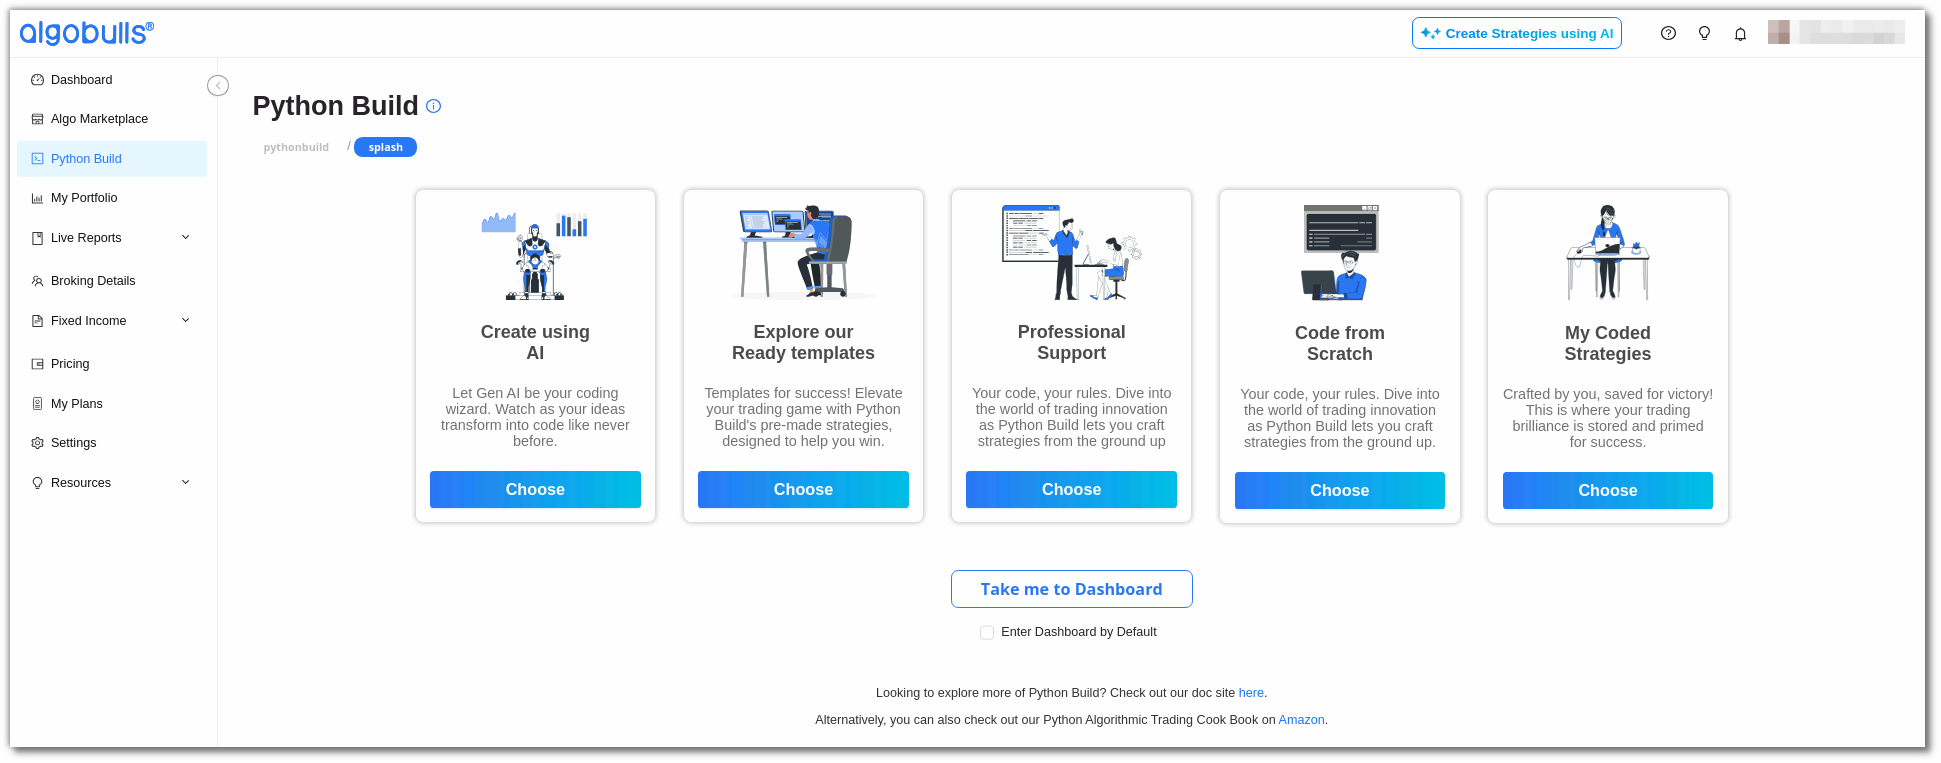 algobulls®
Create Strategies using AI
Dashboard
Algo Marketplace
Python Build
My Portfolio
Live Reports
Broking Details
Fixed Income
Pricing
My Plans
Settings
Resources
Python Build
pythonbuild / splash
Create using
AI
Let Gen AI be your coding
wizard. Watch as your ideas
transform into code like never
before.
Choose
Explore our
Ready templates
Templates for success! Elevate
your trading game with Python
Build's pre-made strategies,
designed to help you win.
Choose
Professional
Support
Your code, your rules. Dive into
the world of trading innovation
as Python Build lets you craft
strategies from the ground up
Choose
Code from
Scratch
Your code, your rules. Dive into
the world of trading innovation
as Python Build lets you craft
strategies from the ground up.
Choose
My Coded
Strategies
Crafted by you, saved for victory!
This is where your trading
brilliance is stored and primed
for success.
Choose
Take me to Dashboard
Enter Dashboard by Default
Looking to explore more of Python Build? Check out our doc site here.
Alternatively, you can also check out our Python Algorithmic Trading Cook Book on Amazon.